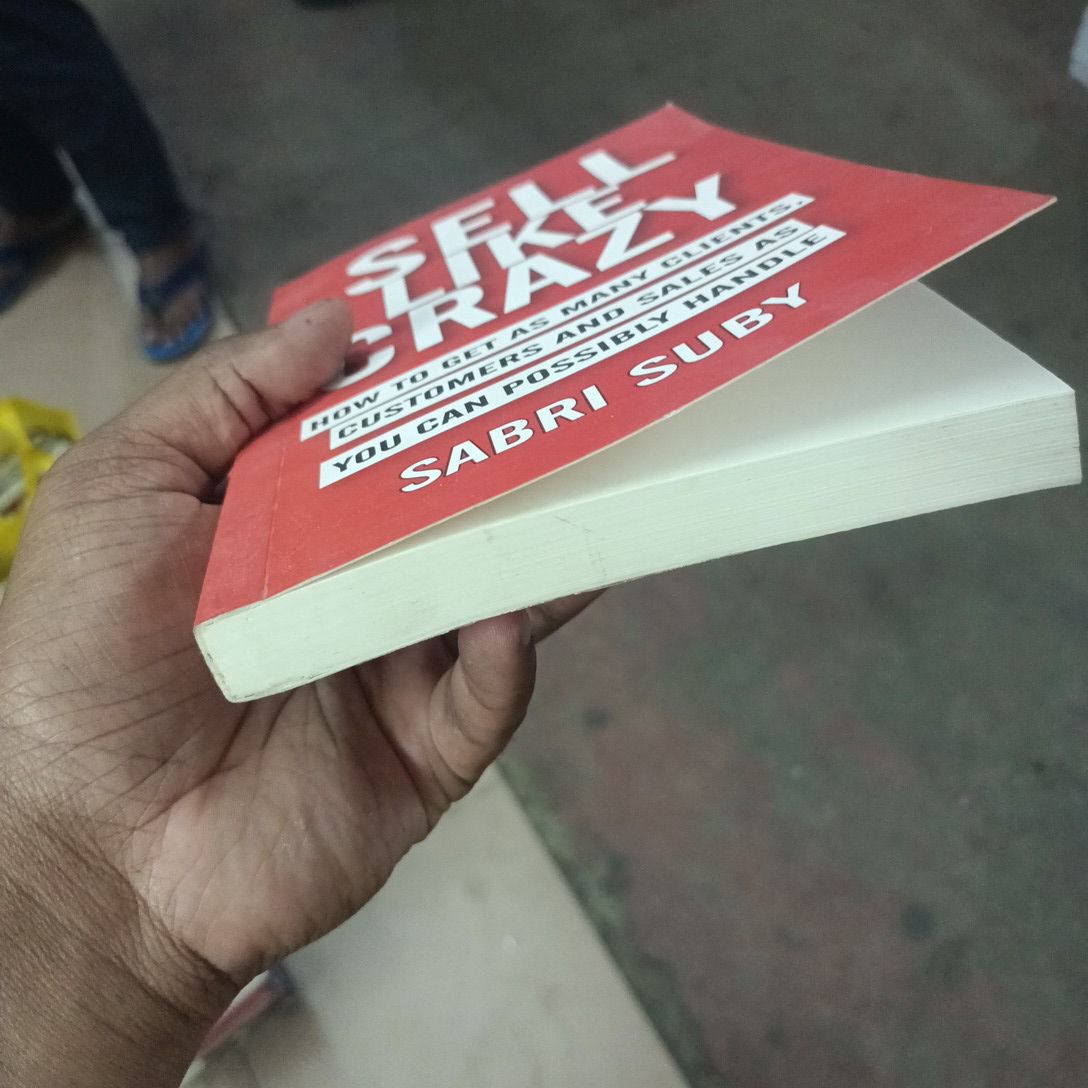 SELL
LIKE
CRAZY
HOW TO GET AS MANY CLIENTS,
CUSTOMERS AND SALES AS
YOU CAN POSSIBLY HANDLE
SABRI SUBY